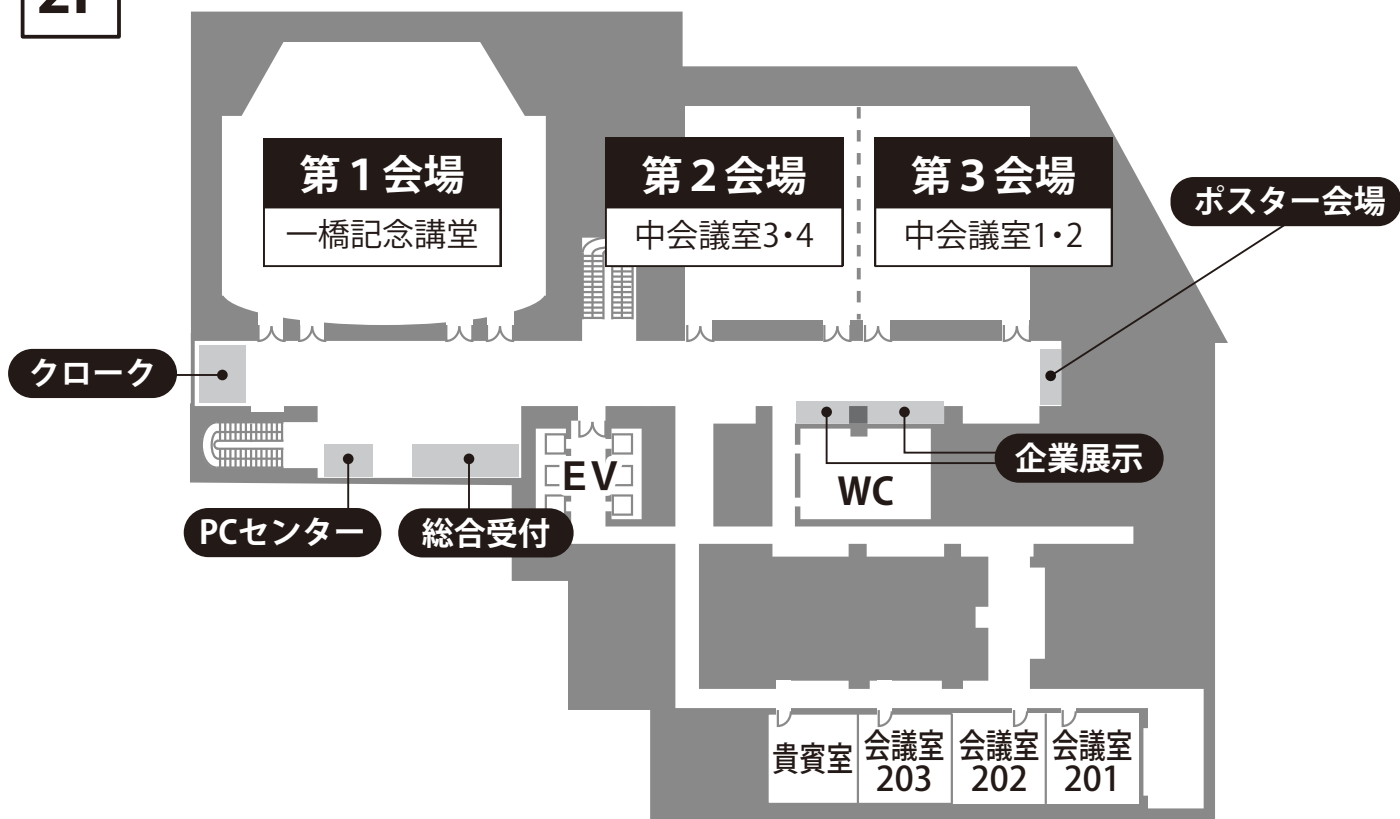 2F
第1会場
一橋記念講堂
第2会場
中会議室3・4
第3会場
中会議室1・2
ポスター会場
クローク
企業展示
EV
WC
PCセンター
総合受付
貴賓室
会議室
203
会議室
202
会議室
201